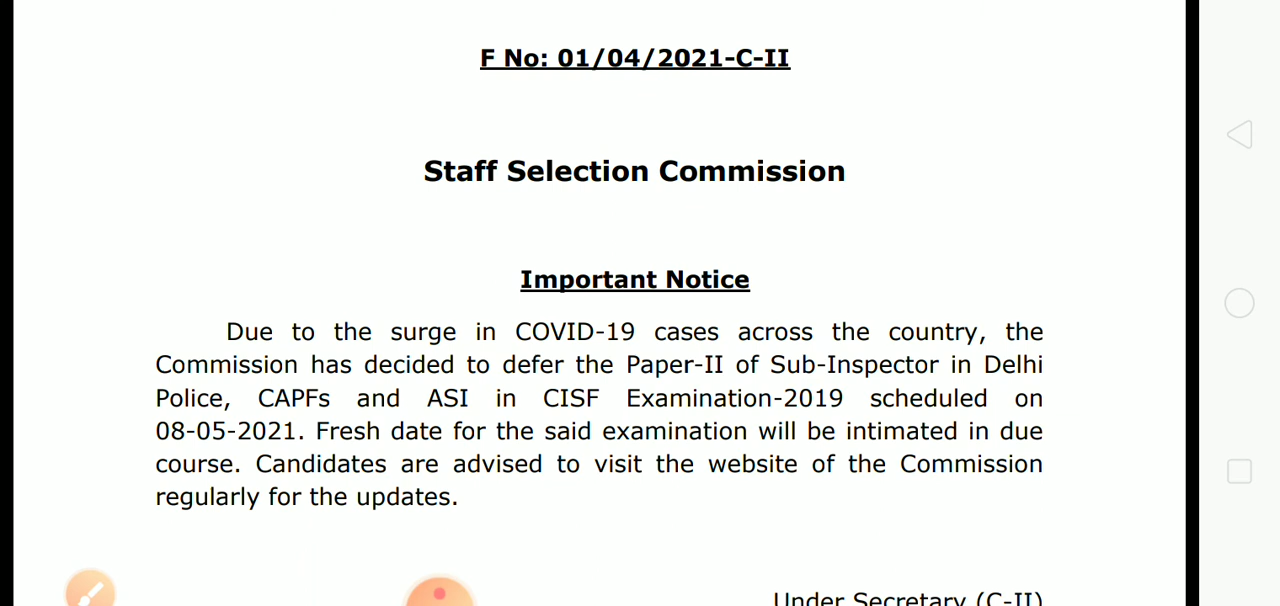 F No: 01/04/2021-C-II
Staff Selection Commission
Important Notice
Due to the surge in COVID-19 cases across the country, the
Commission has decided to defer the Paper-II of Sub-Inspector in Delhi
Police, CAPFs and ASI in CISF Examination-2019 scheduled on
08-05-2021. Fresh date for the said examination will be intimated in due
course. Candidates are advised to visit the website of the Commission
regularly for the updates.
Under Secretary (C-II)